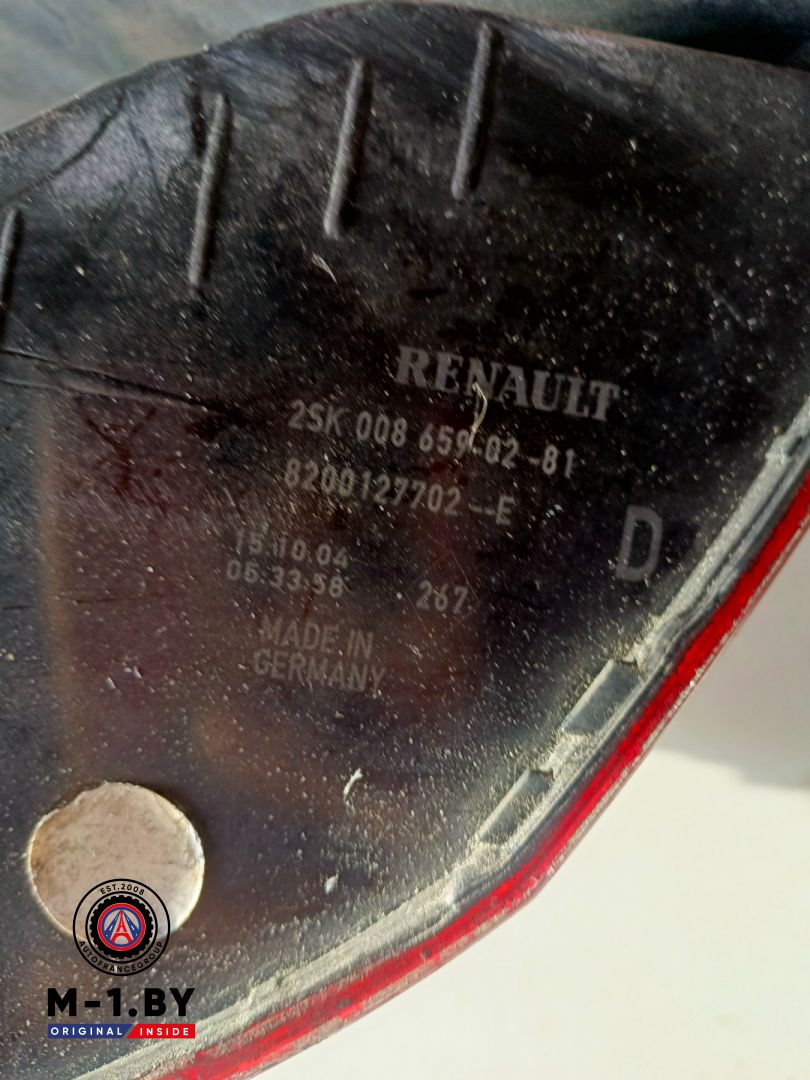 RENAULT
2SK 008 659-02-81
8200127702--E
D
15.10.04
05.33.58 267
MADE IN
GERMANY
EST.2008
AUTOFRANCEGROUP
M-1.BY
ORIGINAL INSIDE